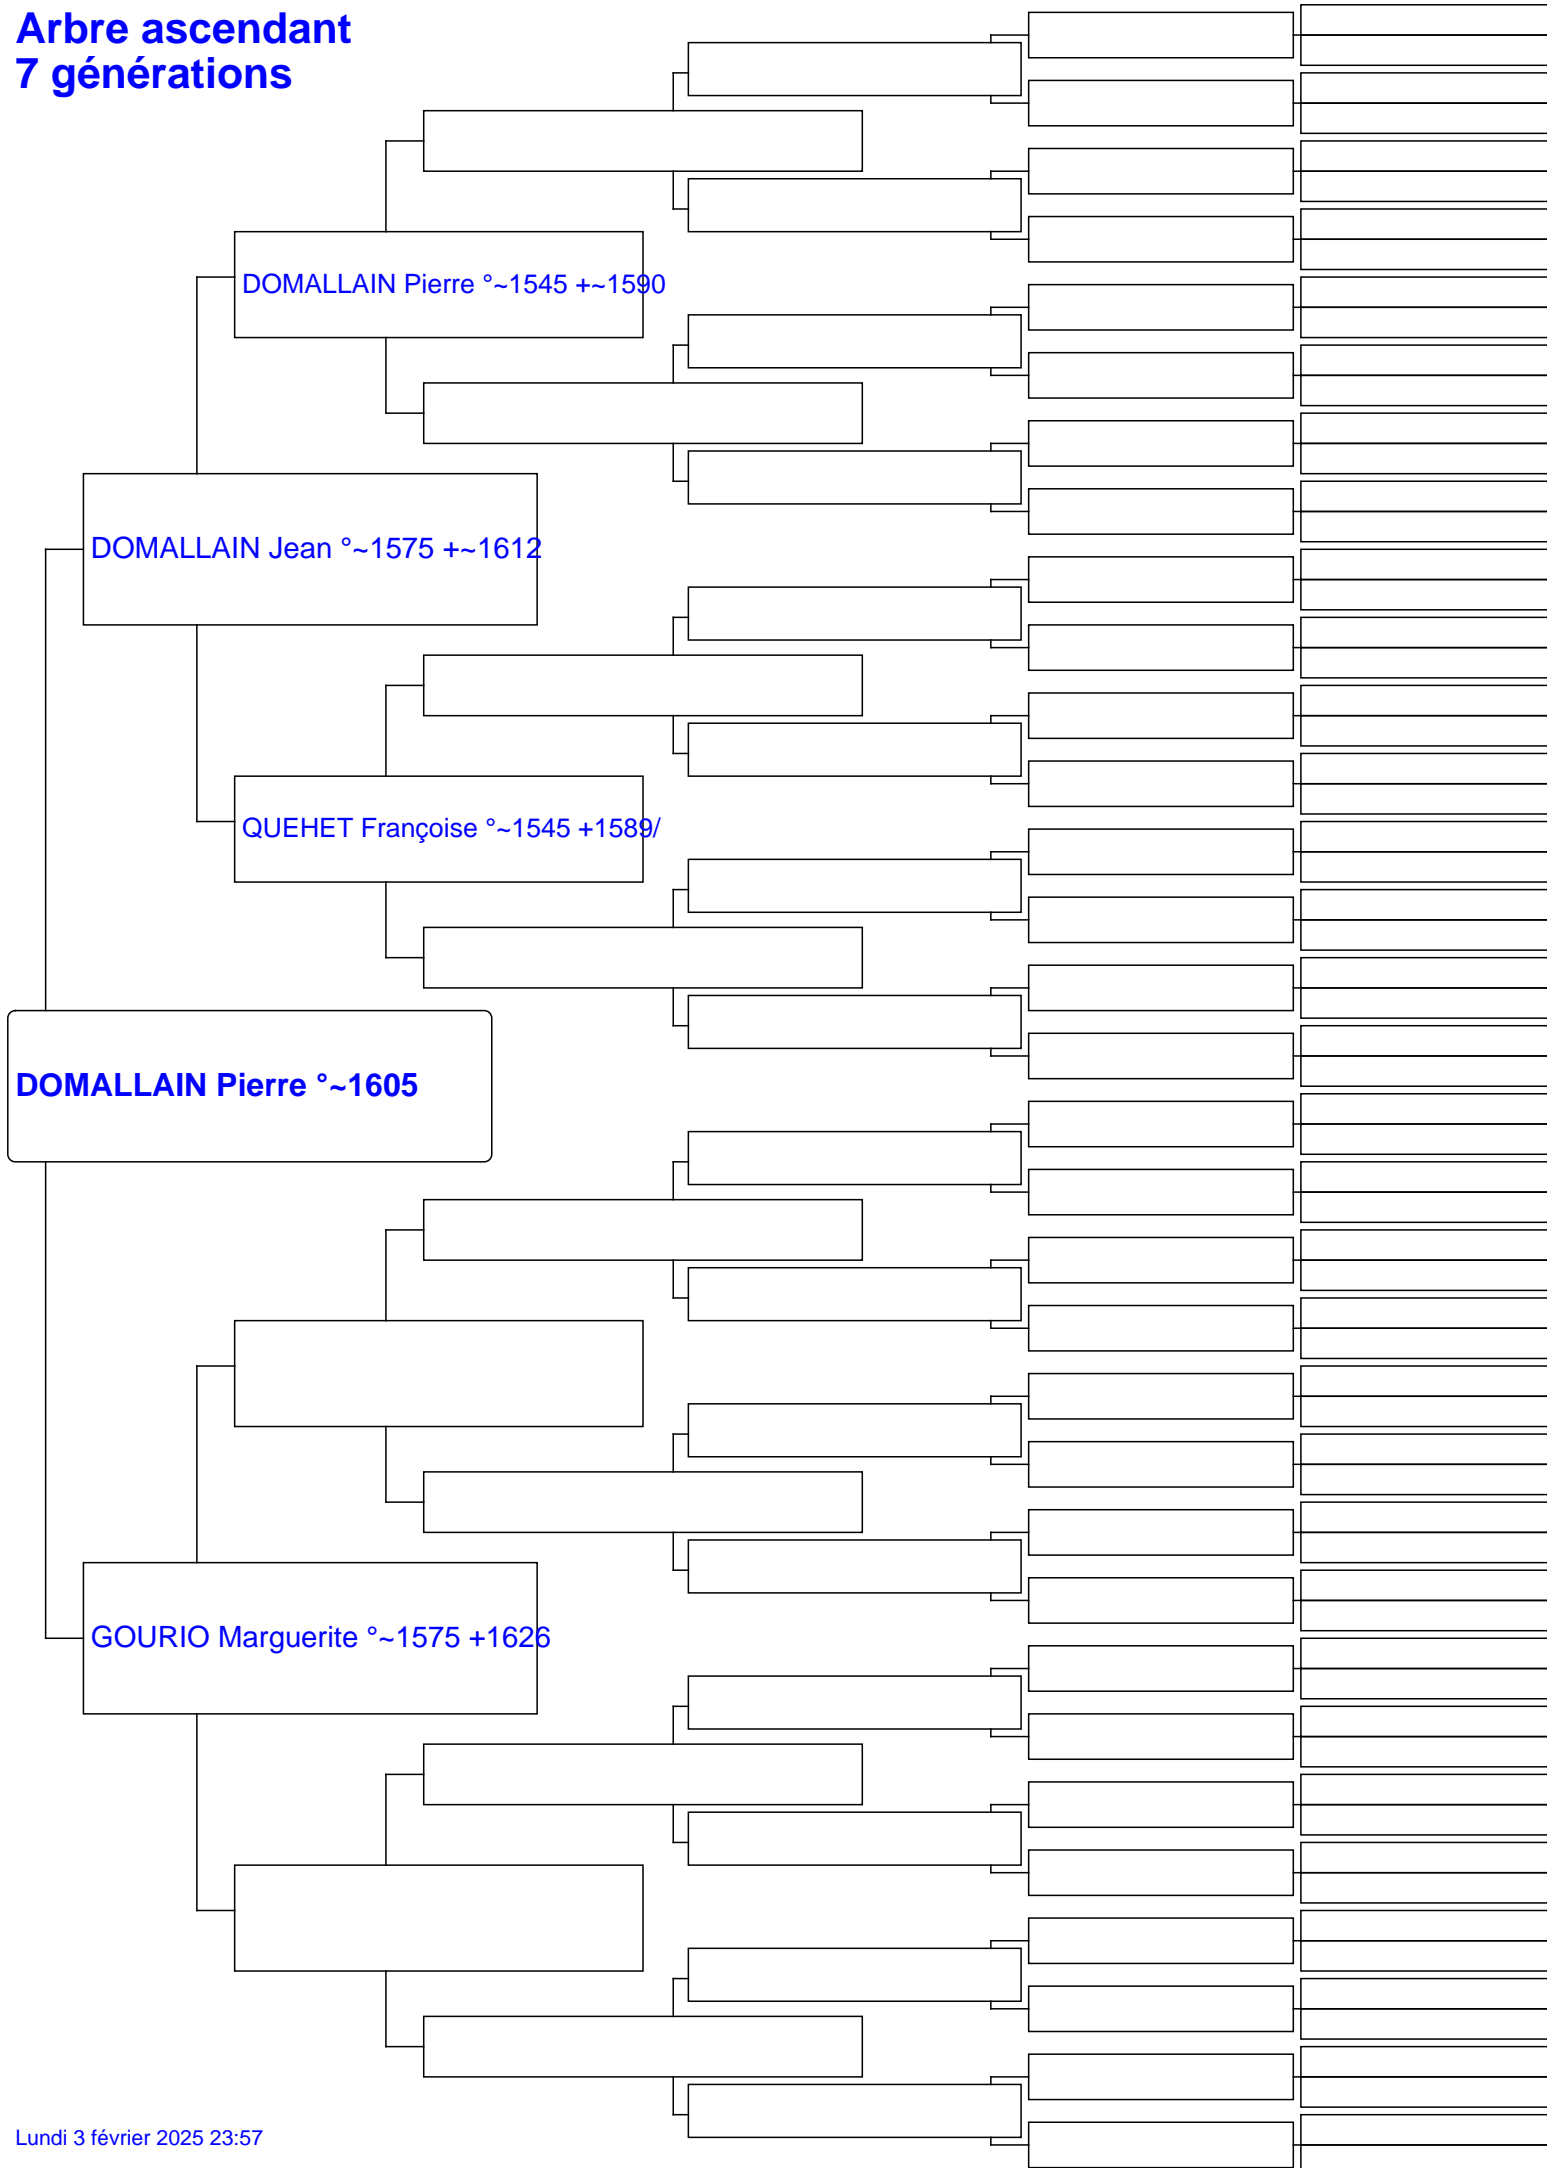 Arbre ascendant
7 générations
DOMALLAIN Pierre °~1545 +~1590
DOMALLAIN Jean °~1575 +~1612
QUEHET Françoise °~1545 +1589/
DOMALLAIN Pierre °~1605
GOURIO Marguerite °~1575 +1626
Lundi 3 février 2025 23:57